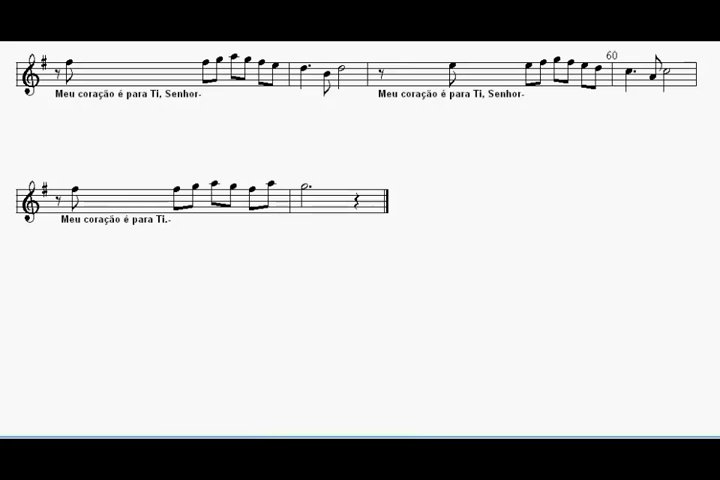 60
Meu coração é para Ti, Senhor- Meu coração é para Ti, Senhor-
Meu coração é para Ti.-